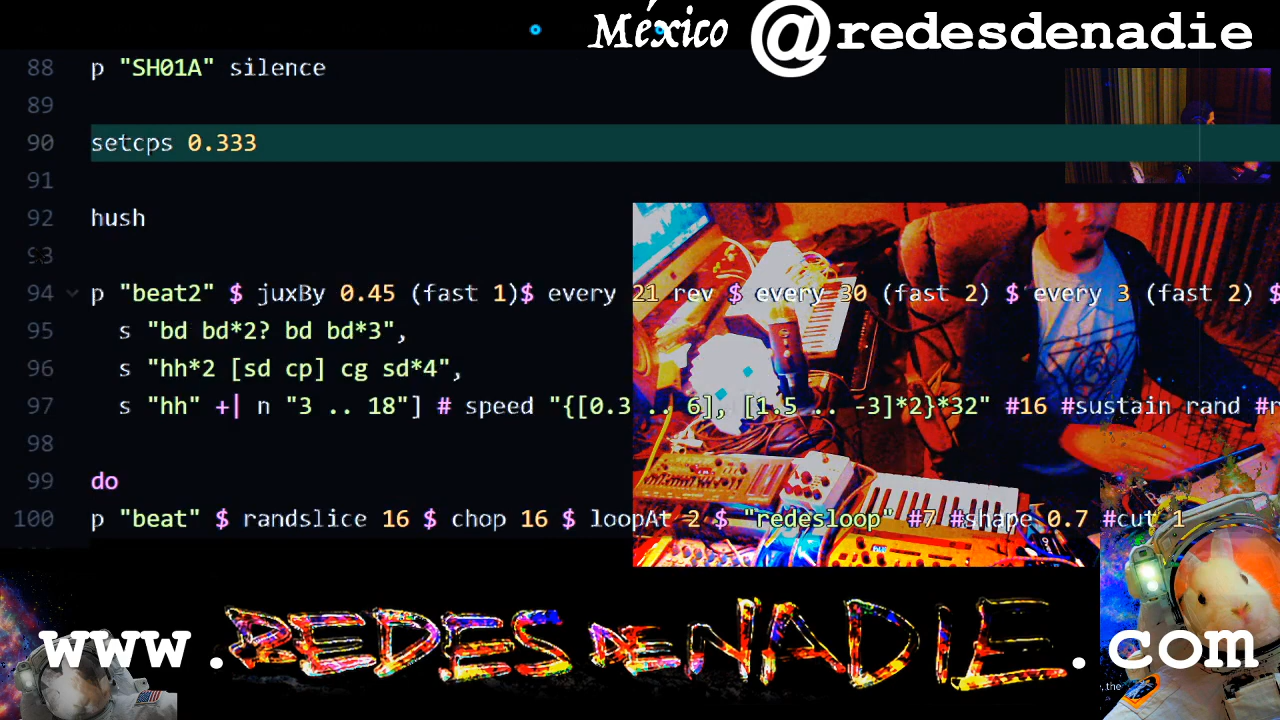 México @redesdenadie
88 p "SH01A" silence
89
90 setcps 0.333
91
92 hush
93
94 p "beat2" $ juxBy 0.45 (fast 1)$ every 21 rev $ every 30 (fast 2) $ every 3 (fast 2) $
95 s "bd bd*2? bd bd*3",
96 s "hh*2 [sd cp] cg sd*4",
97 s "hh" +| n "3 .. 18"] # speed "{[0.3 .. 6], [1.5 .. -3]*2}*32" #16 #sustain rand #r
98
99 do
100 p "beat" $ randslice 16 $ chop 16 $ loopAt 2 $ "redesloop" #7 #shape 0.7 #cut 1
www.REDES DE NADIE.com
, the